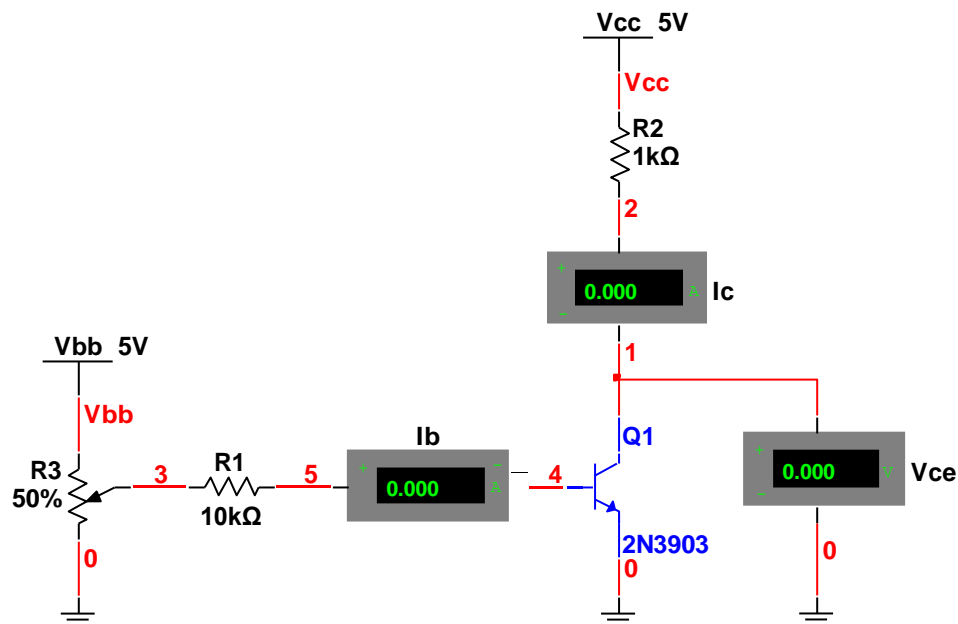 Vcc 5V
Vcc
R2
1kΩ
2
+
0.000 A
−
Ic
1
Vbb 5V
Vbb
R3
50%
3
R1
10kΩ
5
Ib
+ −
0.000 A
4
Q1
2N3903
+
0.000 V
−
Vce
0
0
0